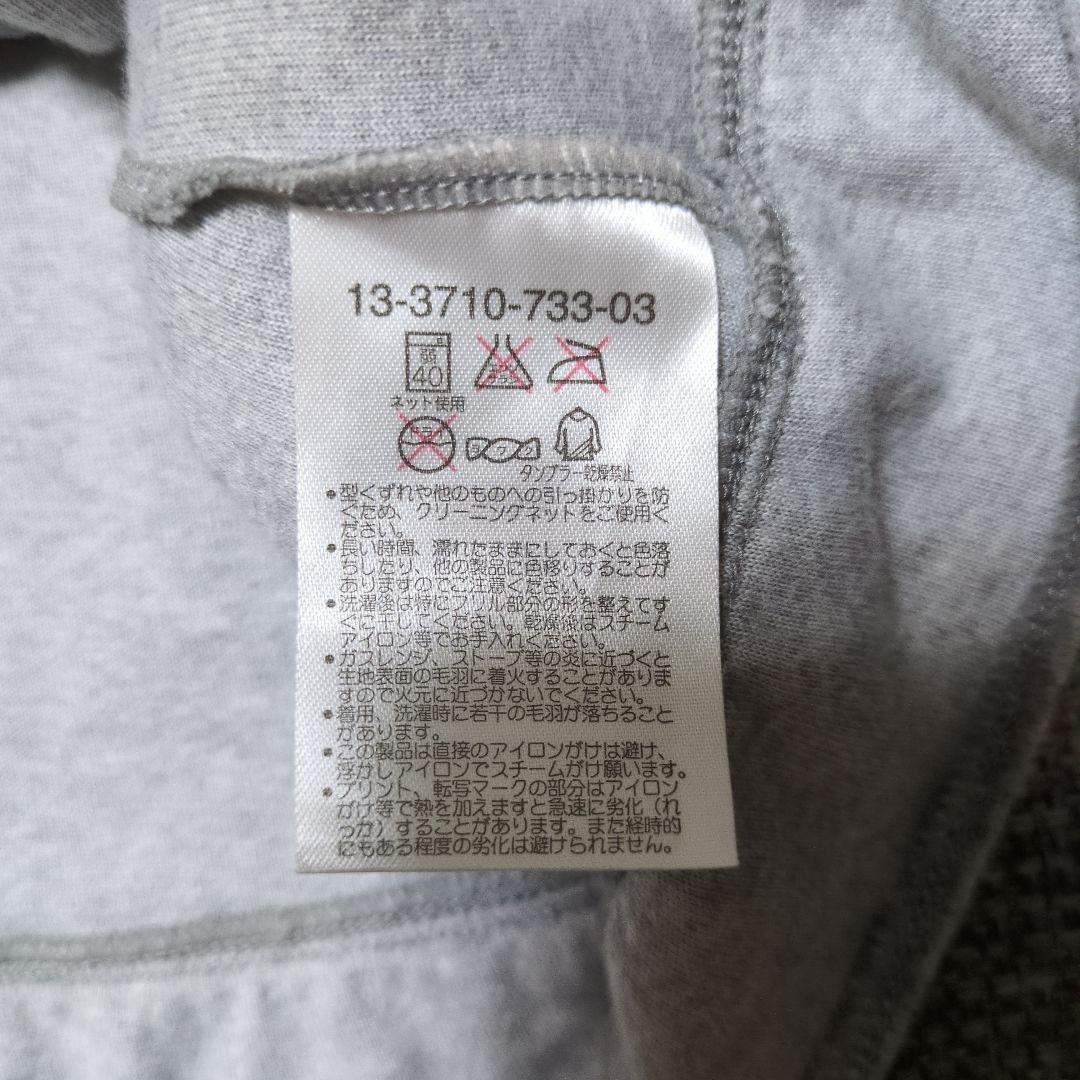 13-3710-733-03
弱
40
ネット使用
タンブラー乾燥禁止
●型くずれや他のものへの引っ掛かりを防
ぐため、クリーニングネットをご使用く
ださい。
●長い時間、濡れたままにしておくと色落
ちしたり、他の製品に色移りすることが
ありますのでご注意ください。
●洗濯後は特にフリル部分の形を整えてす
ぐに干してください。乾燥後はスチーム
アイロン等でお手入れください。
●ガスレンジ、ストーブ等の炎に近づくと
生地表面の毛羽に着火することがありま
すので火元に近づかないでください。
●着用、洗濯時に若干の毛羽が落ちること
があります。
●この製品は直接のアイロンがけは避け、
浮かしアイロンでスチームがけ願います。
●プリント、転写マークの部分はアイロン
がけ等で熱を加えますと急速に劣化（れ
っか）することがあります。また経時的
にもある程度の劣化は避けられません。